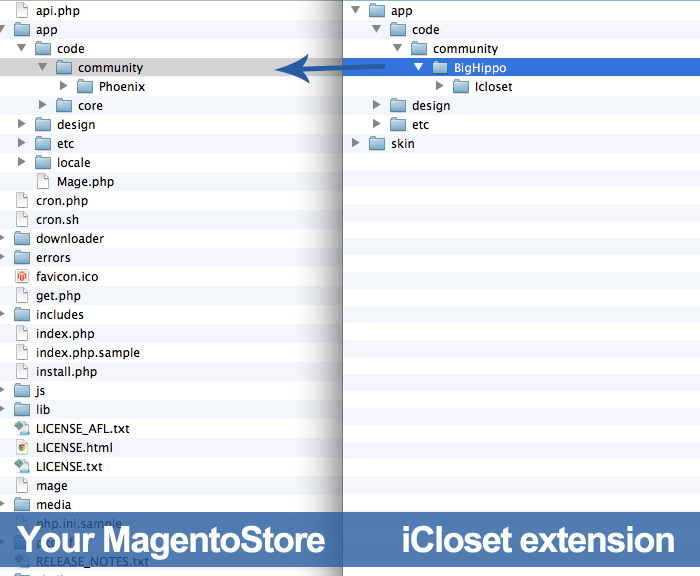 api.php
app
code
community
Phoenix
core
design
etc
locale
Mage.php
cron.php
cron.sh
downloader
errors
favicon.ico
get.php
includes
index.php
index.php.sample
install.php
js
lib
LICENSE_AFL.txt
LICENSE.html
LICENSE.txt
mage
media
php.ini.sample
Your MagentoStore
RELEASE_NOTES.txt
app
code
community
BigHippo
Icloset
design
etc
skin
iCloset extension